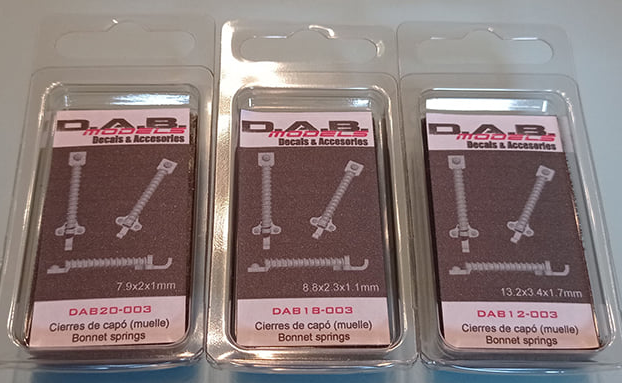 D.A.B.
MODELS
Decals & Accesories
7.9x2x1mm
DAB20-003
Cierres de capó (muelle)
Bonnet springs
D.A.B.
MODELS
Decals & Accesories
8.8x2.3x1.1mm
DAB18-003
Cierres de capó (muelle)
Bonnet springs
D.A.B.
MODELS
Decals & Accesories
13.2x3.4x1.7mm
DAB12-003
Cierres de capó (muelle)
Bonnet springs